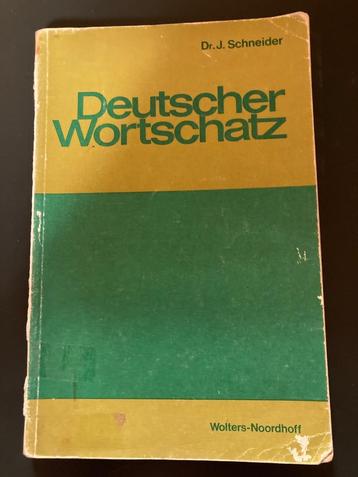 Dr. J. Schneider
Deutscher
Wortschatz
Wolters-Noordhoff